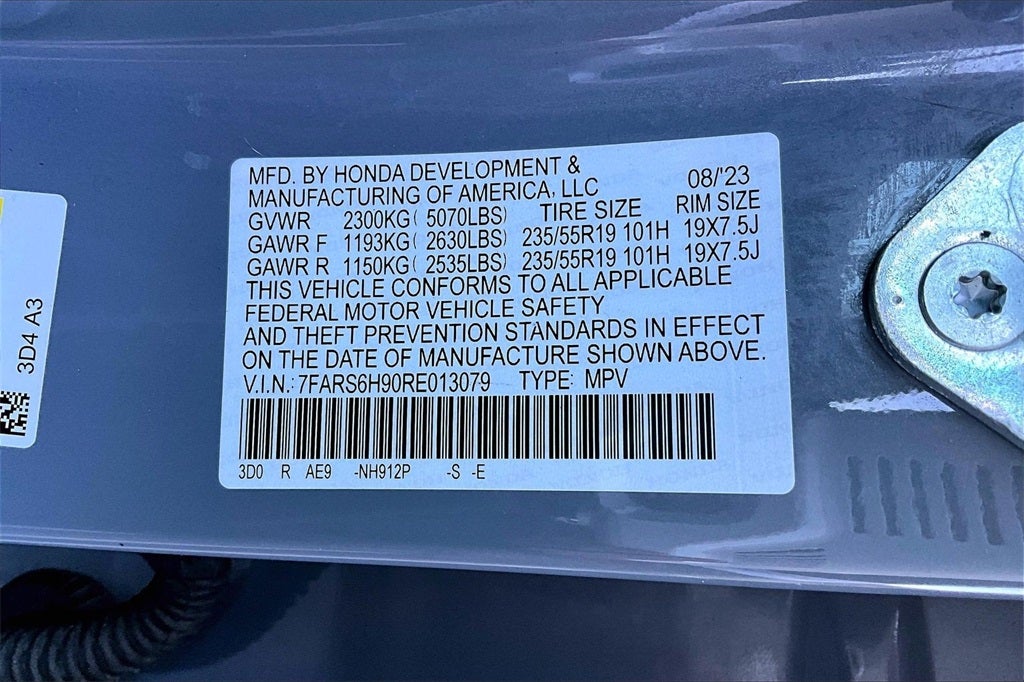 MFD. BY HONDA DEVELOPMENT &
MANUFACTURING OF AMERICA, LLC 08/'23
GVWR 2300KG( 5070LBS) TIRE SIZE RIM SIZE
GAWR F 1193KG( 2630LBS) 235/55R19 101H 19X7.5J
GAWR R 1150KG( 2535LBS) 235/55R19 101H 19X7.5J
THIS VEHICLE CONFORMS TO ALL APPLICABLE
FEDERAL MOTOR VEHICLE SAFETY
AND THEFT PREVENTION STANDARDS IN EFFECT
ON THE DATE OF MANUFACTURE SHOWN ABOVE.
V.I.N.: 7FARS6H90RE013079 TYPE: MPV
3D0 R AE9 -NH912P -S -E
3D4 A3